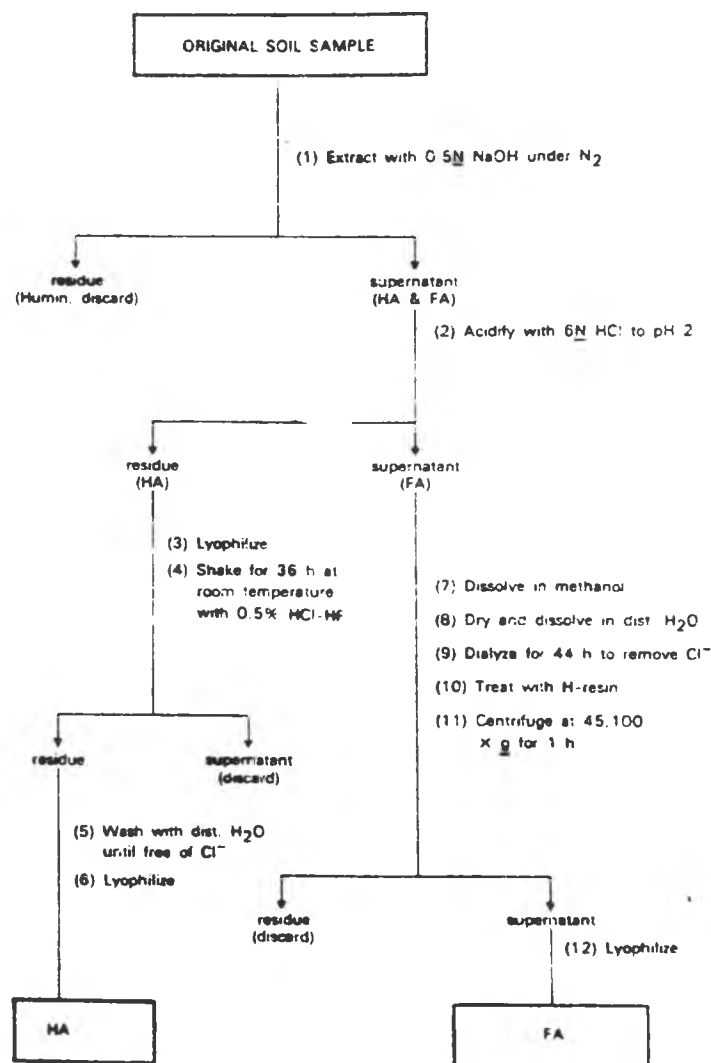 ORIGINAL SOIL SAMPLE
(1) Extract with 0.5N NaOH under N2
residue
(Humin, discard)
supernatant
(HA & FA)
(2) Acidify with 6N HCl to pH 2
residue
(HA)
supernatant
(FA)
(3) Lyophilize
(4) Shake for 36 h at
room temperature
with 0.5% HCl-HF
(7) Dissolve in methanol
(8) Dry and dissolve in dist. H2O
(9) Dialyze for 44 h to remove Cl−
(10) Treat with H-resin
(11) Centrifuge at 45,100
× g for 1 h
residue
supernatant
(discard)
(5) Wash with dist. H2O
until free of Cl−
(6) Lyophilize
residue
(discard)
supernatant
(12) Lyophilize
HA
FA